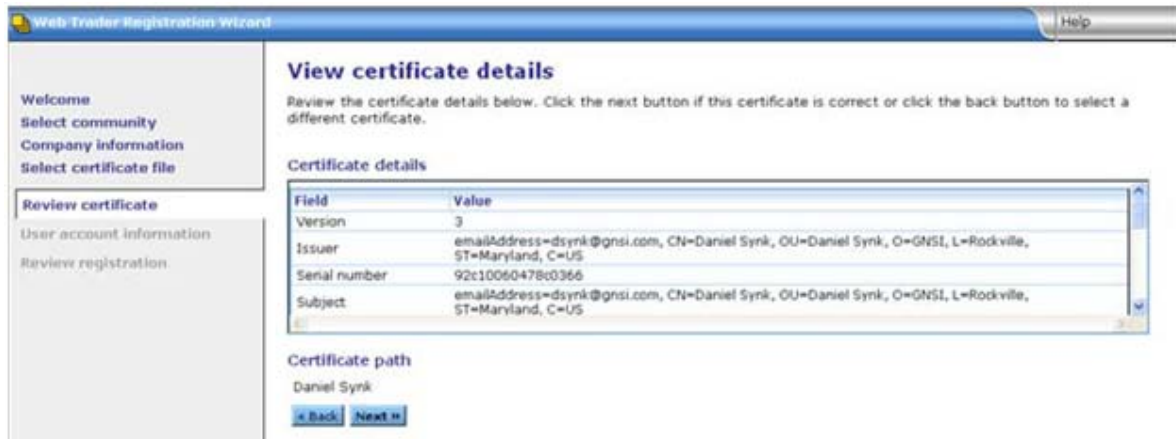 Web Trader Registration Wizard
Help
Welcome
Select community
Company information
Select certificate file
Review certificate
User account information
Review registration
View certificate details
Review the certificate details below. Click the next button if this certificate is correct or click the back button to select a
different certificate.
Certificate details
Field Value
Version 3
Issuer emailAddress=dsynk@gnsi.com, CN=Daniel Synk, OU=Daniel Synk, O=GNSI, L=Rockville,
ST=Maryland, C=US
Serial number 92c10060478c0366
Subject emailAddress=dsynk@gnsi.com, CN=Daniel Synk, OU=Daniel Synk, O=GNSI, L=Rockville,
ST=Maryland, C=US
Certificate path
Daniel Synk
« Back Next »